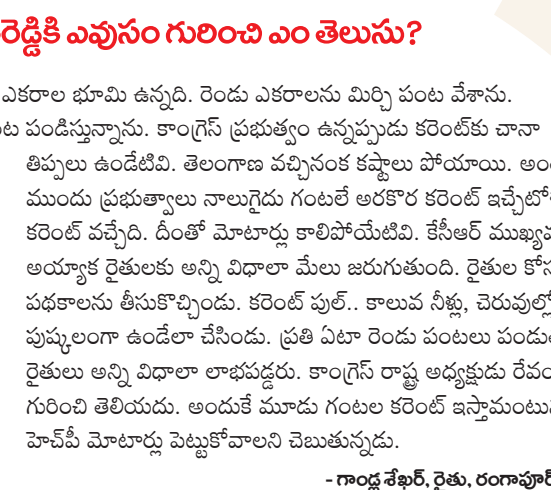 రెడ్డికి ఎవుసం గురించి ఎం తెలుసు?
ఎకరాల భూమి ఉన్నది. రెండు ఎకరాలను మిర్చి పంట వేశాను.
పండిస్తున్నాను. కాంగ్రెస్ ప్రభుత్వం ఉన్నప్పుడు కరెంట్‌కు చానా
తిప్పలు ఉండేటివి. తెలంగాణ వచ్చినంక కష్టాలు పోయాయి.
ముందు ప్రభుత్వాలు నాలుగైదు గంటలే అరకొర కరెంట్ ఇచ్చేటో
కరెంట్ వచ్చేది. దీంతో మోటార్లు కాలిపోయేటివి. కేసీఆర్
అయ్యాక రైతులకు అన్ని విధాలా మేలు జరుగుతుంది. రైతుల
పథకాలను తీసుకొచ్చిండు. కరెంట్ పుల్.. కాలువ నీళ్లు, చెరువుల్లో
పుష్కలంగా ఉండేలా చేసిండు. ప్రతి ఏటా రెండు పంటలు
రైతులు అన్ని విధాలా లాభపడ్డరు. కాంగ్రెస్ రాష్ట్ర అధ్యక్షుడు
గురించి తెలియదు. అందుకే మూడు గంటల కరెంట్
హెచ్‌పీ మోటార్లు పెట్టుకోవాలని చెబుతున్నడు.
- గాండ్ల శేఖర్, రైతు, రంగాపూర్